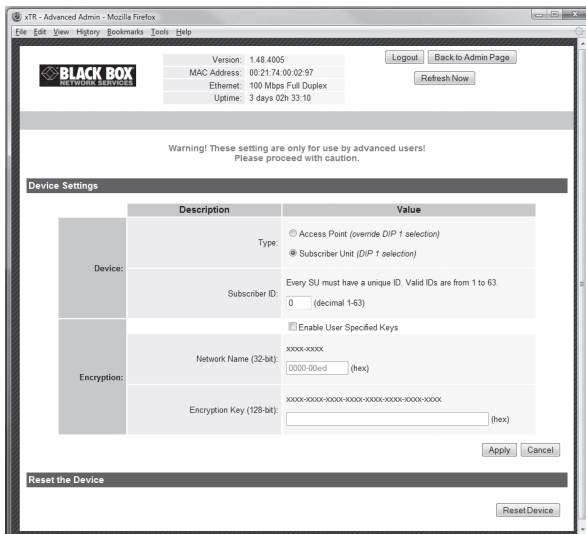 xTR - Advanced Admin - Mozilla Firefox
File Edit View History Bookmarks Tools Help
BLACK BOX
NETWORK SERVICES
Version: 1.48.4005
MAC Address: 00:21:74:00:02:97
Ethernet: 100 Mbps Full Duplex
Uptime: 3 days 02h 33:10
Logout Back to Admin Page
Refresh Now
Warning! These setting are only for use by advanced users!
Please proceed with caution.
Device Settings
Description Value
Device:
Type:
Access Point (override DIP 1 selection)
Subscriber Unit (DIP 1 selection)
Subscriber ID:
Every SU must have a unique ID. Valid IDs are from 1 to 63.
0 (decimal 1-63)
Encryption:
Enable User Specified Keys
Network Name (32-bit):
xxxx-xxxx
0000-00ed (hex)
Encryption Key (128-bit):
xxxx-xxxx-xxxx-xxxx-xxxx-xxxx-xxxx-xxxx
(hex)
Apply Cancel
Reset the Device
Reset Device